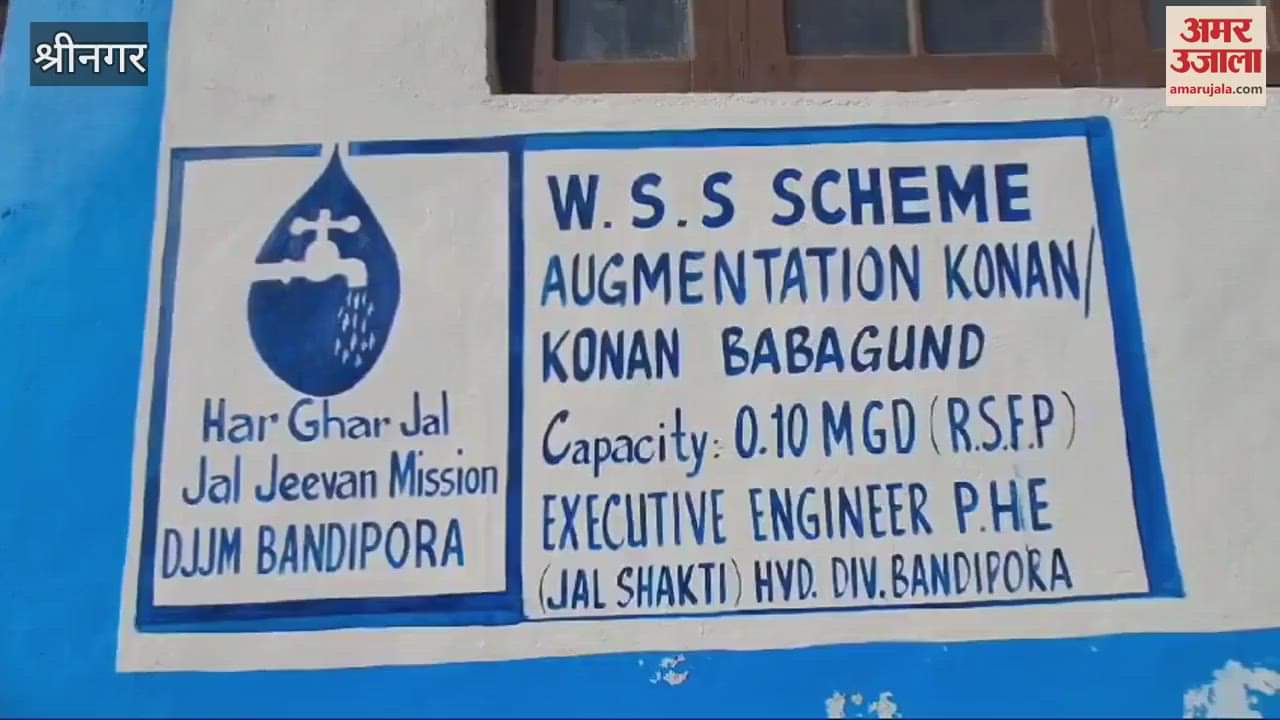 श्रीनगर
अमर
उजाला
amarujala.com
Har Ghar Jal
Jal Jeevan Mission
DJJM BANDIPORA
W.S.S SCHEME
AUGMENTATION KONAN/
KONAN BABAGUND
Capacity: 0.10 MGD (R.S.F.P)
EXECUTIVE ENGINEER P.H.E
(JAL SHAKTI) HYD. DIV. BANDIPORA